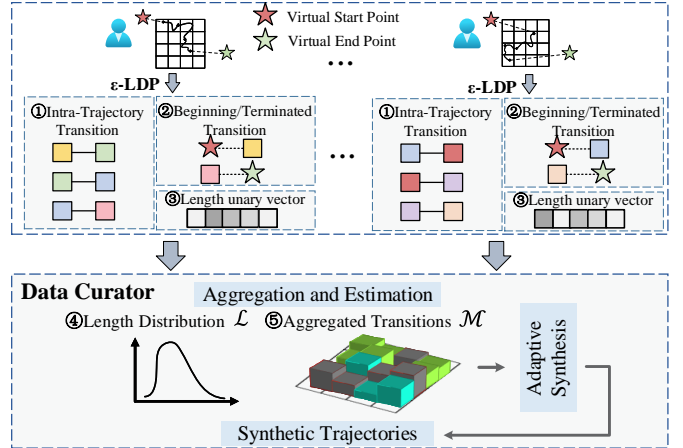 Virtual Start Point
Virtual End Point
...
ε-LDP
ε-LDP
①Intra-Trajectory
Transition
②Beginning/Terminated
Transition
③Length unary vector
...
①Intra-Trajectory
Transition
②Beginning/Terminated
Transition
③Length unary vector
Data Curator
Aggregation and Estimation
④Length Distribution ℒ
⑤Aggregated Transitions ℳ
Adaptive
Synthesis
Synthetic Trajectories